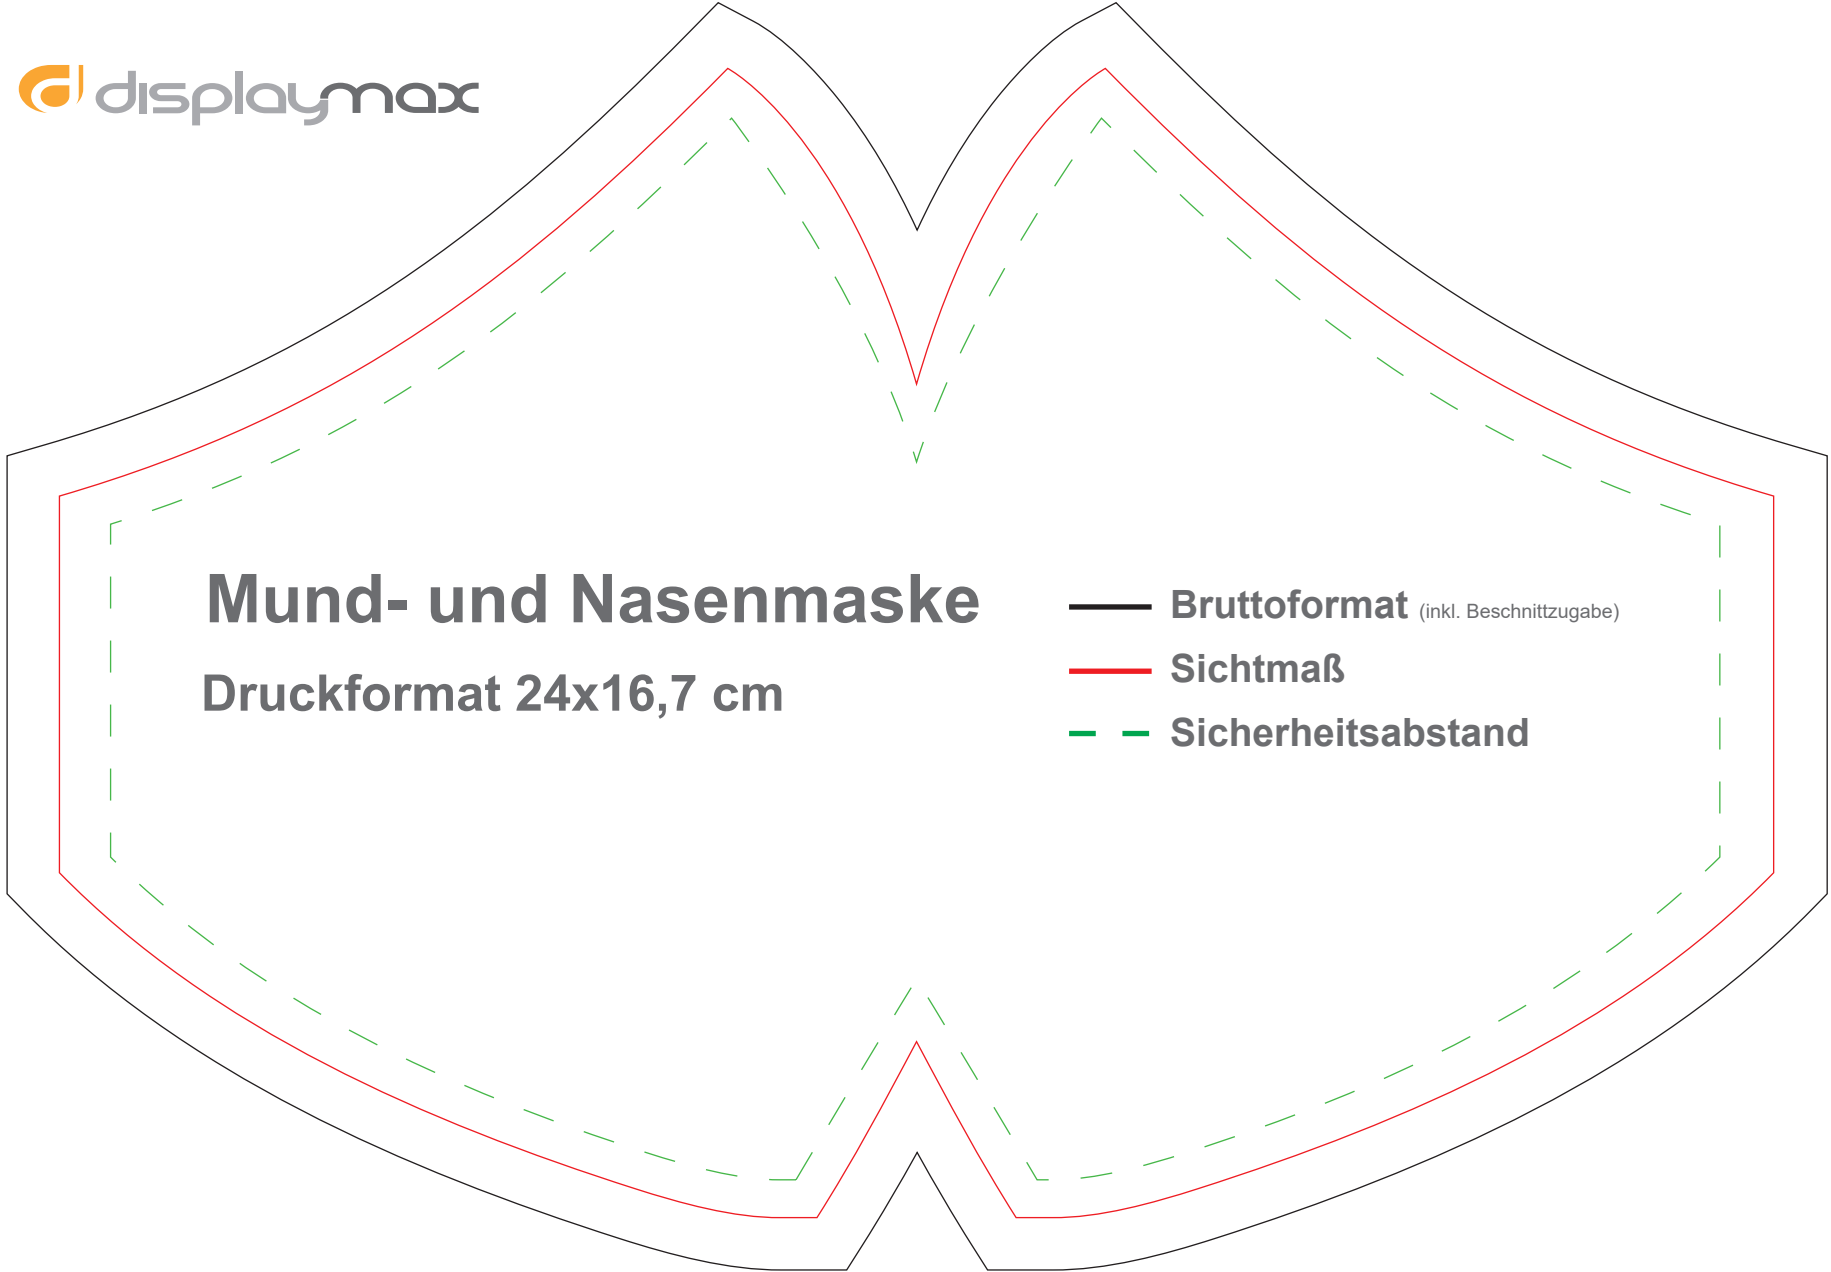 displaymax
Mund- und Nasenmaske
Druckformat 24x16,7 cm
Bruttoformat (inkl. Beschnittzugabe)
Sichtmaß
Sicherheitsabstand